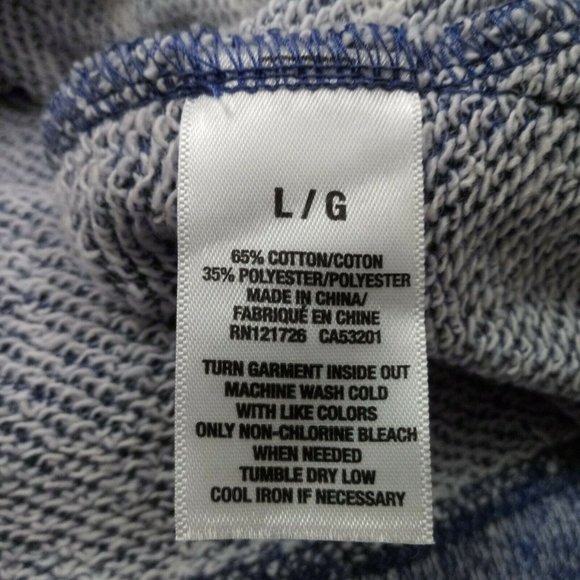 L / G
65% COTTON/COTON
35% POLYESTER/POLYESTER
MADE IN CHINA/
FABRIQUÉ EN CHINE
RN121726 CA53201
TURN GARMENT INSIDE OUT
MACHINE WASH COLD
WITH LIKE COLORS
ONLY NON-CHLORINE BLEACH
WHEN NEEDED
TUMBLE DRY LOW
COOL IRON IF NECESSARY